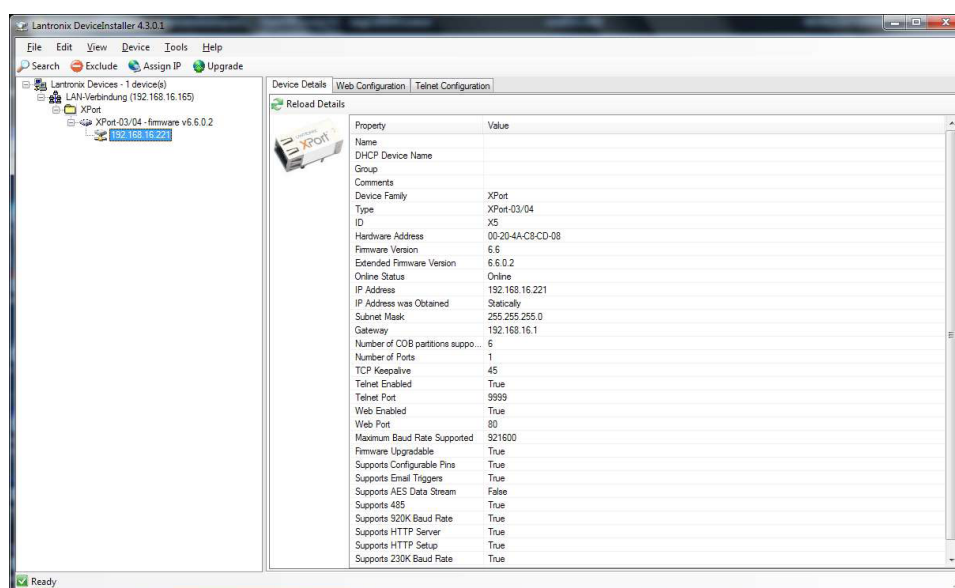 Lantronix DeviceInstaller 4.3.0.1
File Edit View Device Tools Help
Search Exclude Assign IP Upgrade
Lantronix Devices - 1 device(s)
LAN-Verbindung (192.168.16.165)
XPort
XPort-03/04 - firmware v6.6.0.2
192.168.16.221
Device Details Web Configuration Telnet Configuration
Reload Details
XPort
Property Value
Name
DHCP Device Name
Group
Comments
Device Family XPort
Type XPort-03/04
ID X5
Hardware Address 00-20-4A-C8-CD-08
Firmware Version 6.6
Extended Firmware Version 6.6.0.2
Online Status Online
IP Address 192.168.16.221
IP Address was Obtained Statically
Subnet Mask 255.255.255.0
Gateway 192.168.16.1
Number of COB partitions suppo... 6
Number of Ports 1
TCP Keepalive 45
Telnet Enabled True
Telnet Port 9999
Web Enabled True
Web Port 80
Maximum Baud Rate Supported 921600
Firmware Upgradable True
Supports Configurable Pins True
Supports Email Triggers True
Supports AES Data Stream False
Supports 485 True
Supports 920K Baud Rate True
Supports HTTP Server True
Supports HTTP Setup True
Supports 230K Baud Rate True
Ready